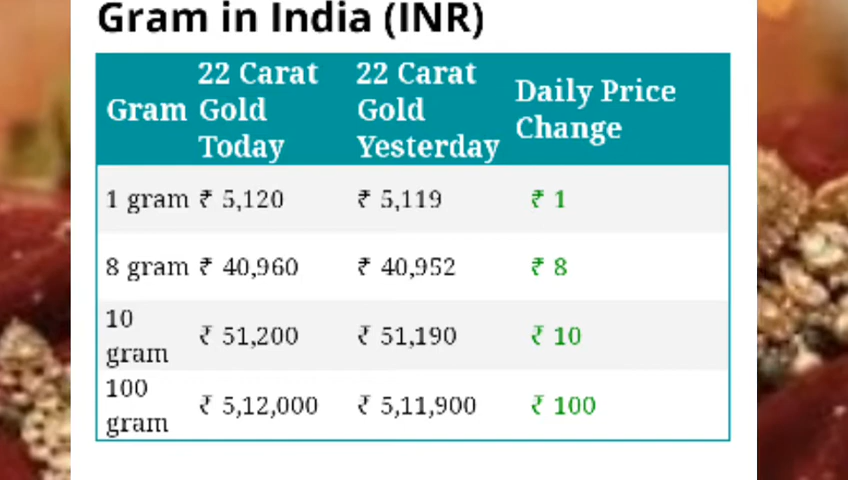 Gram in India (INR)
Gram 22 Carat Gold Today 22 Carat Gold Yesterday Daily Price Change
1 gram ₹ 5,120 ₹ 5,119 ₹ 1
8 gram ₹ 40,960 ₹ 40,952 ₹ 8
10 gram ₹ 51,200 ₹ 51,190 ₹ 10
100 gram ₹ 5,12,000 ₹ 5,11,900 ₹ 100